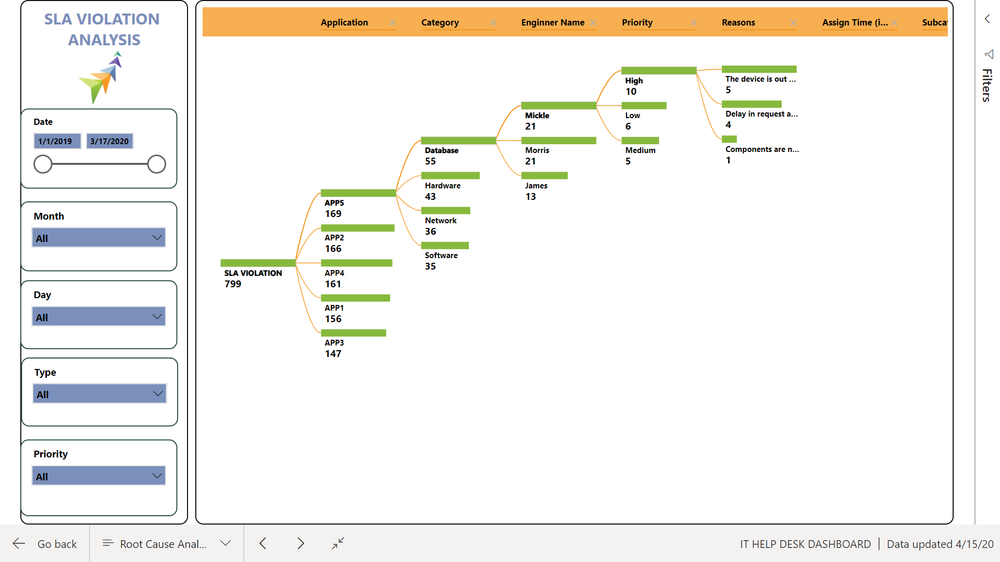 SLA VIOLATION
ANALYSIS
Date
1/1/2019 3/17/2020
Month
All
Day
All
Type
All
Priority
All
Application
Category
Enginner Name
Priority
Reasons
Assign Time (i...
Subca
SLA VIOLATION
799
APP5
169
APP2
166
APP4
161
APP1
156
APP3
147
Database
55
Hardware
43
Network
36
Software
35
Mickle
21
Morris
21
James
13
High
10
Low
6
Medium
5
The device is out ...
5
Delay in request a...
4
Components are n...
1
Filters
Go back
Root Cause Anal...
IT HELP DESK DASHBOARD | Data updated 4/15/20